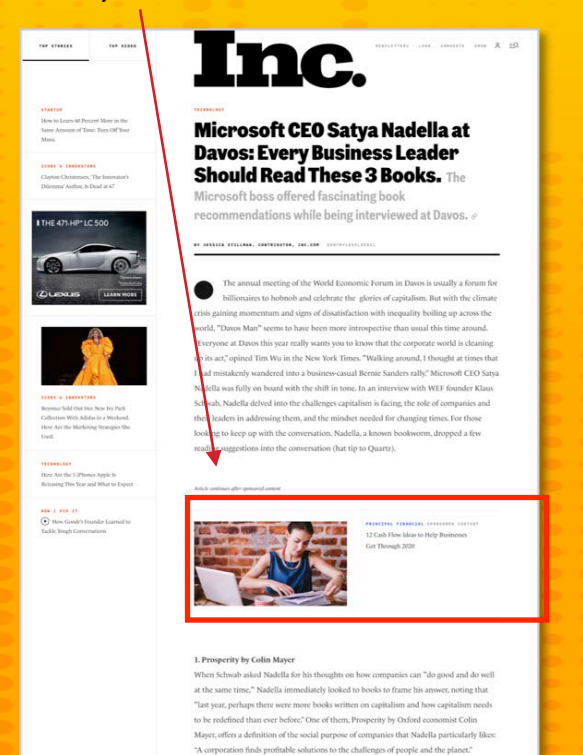 TOP STORIES
TOP VIDEO
Inc.
NEWSLETTERS
TECHNOLOGY
Microsoft CEO Satya Nadella at
Davos: Every Business Leader
Should Read These 3 Books. The
Microsoft boss offered fascinating book
recommendations while being interviewed at Davos.
BY JESSICA STILLMAN, CONTRIBUTOR, INC.COM @ENTRYLEVELREBEL
STARTUP
How to Learn 40 Percent More in the
Same Amount of Time: Turn Off Your
Music
ICONS & INNOVATORS
Clayton Christensen, 'The Innovator's
Dilemma' Author, Is Dead at 67
THE 471-HP* LC 500
LEXUS
LEARN MORE
ICONS & INNOVATORS
Beyonce Sold Out Her New Ivy Park
Collection With Adidas in a Weekend.
Here Are the Marketing Strategies She
Used.
TECHNOLOGY
Here Are the 5 iPhones Apple Is
Releasing This Year and What to Expect
HOW I DID IT
How Goodr's Founder Learned to
Tackle Tough Conversations
The annual meeting of the World Economic Forum in Davos is usually a forum for
billionaires to hobnob and celebrate the glories of capitalism. But with the climate
crisis gaining momentum and signs of dissatisfaction with inequality boiling up across the
world, "Davos Man" seems to have been more introspective than usual this time around.
"Everyone at Davos this year really wants you to know that the corporate world is cleaning
up its act," opined Tim Wu in the New York Times. "Walking around, I thought at times that
I had mistakenly wandered into a business-casual Bernie Sanders rally." Microsoft CEO Satya
Nadella was fully on board with the shift in tone. In an interview with WEF founder Klaus
Schwab, Nadella delved into the challenges capitalism is facing, the role of companies and
their leaders in addressing them, and the mindset needed for changing times. For those
looking to keep up with the conversation, Nadella, a known bookworm, dropped a few
reading suggestions into the conversation (hat tip to Quartz).
Article continues after sponsored content
PRINCIPAL FINANCIAL SPONSORED CONTENT
12 Cash Flow Ideas to Help Businesses
Get Through 2020
1. Prosperity by Colin Mayer
When Schwab asked Nadella for his thoughts on how companies can "do good and do well
at the same time," Nadella immediately looked to books to frame his answer, noting that
"last year, perhaps there were more books written on capitalism and how capitalism needs
to be redefined than ever before." One of them, Prosperity by Oxford economist Colin
Mayer, offers a definition of the social purpose of companies that Nadella particularly likes:
"A corporation finds profitable solutions to the challenges of people and the planet."